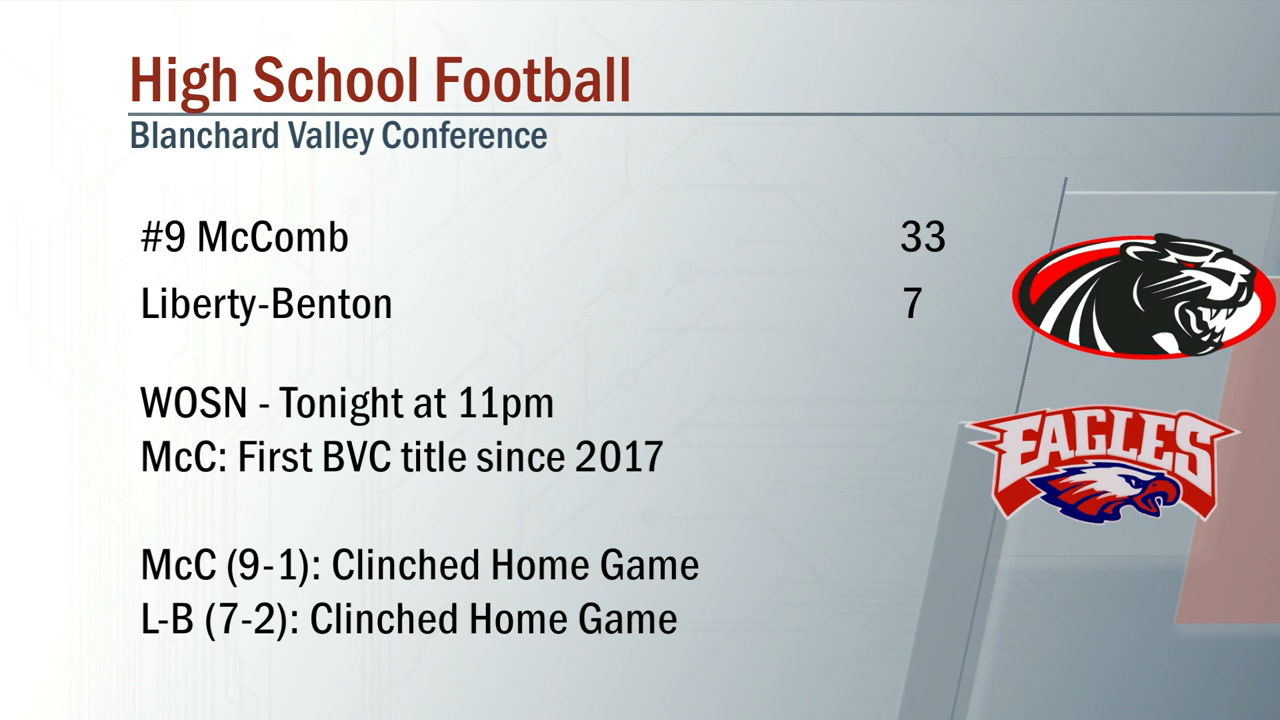 High School Football
Blanchard Valley Conference
#9 McComb 33
Liberty-Benton 7
WOSN - Tonight at 11pm
McC: First BVC title since 2017
EAGLES
McC (9-1): Clinched Home Game
L-B (7-2): Clinched Home Game